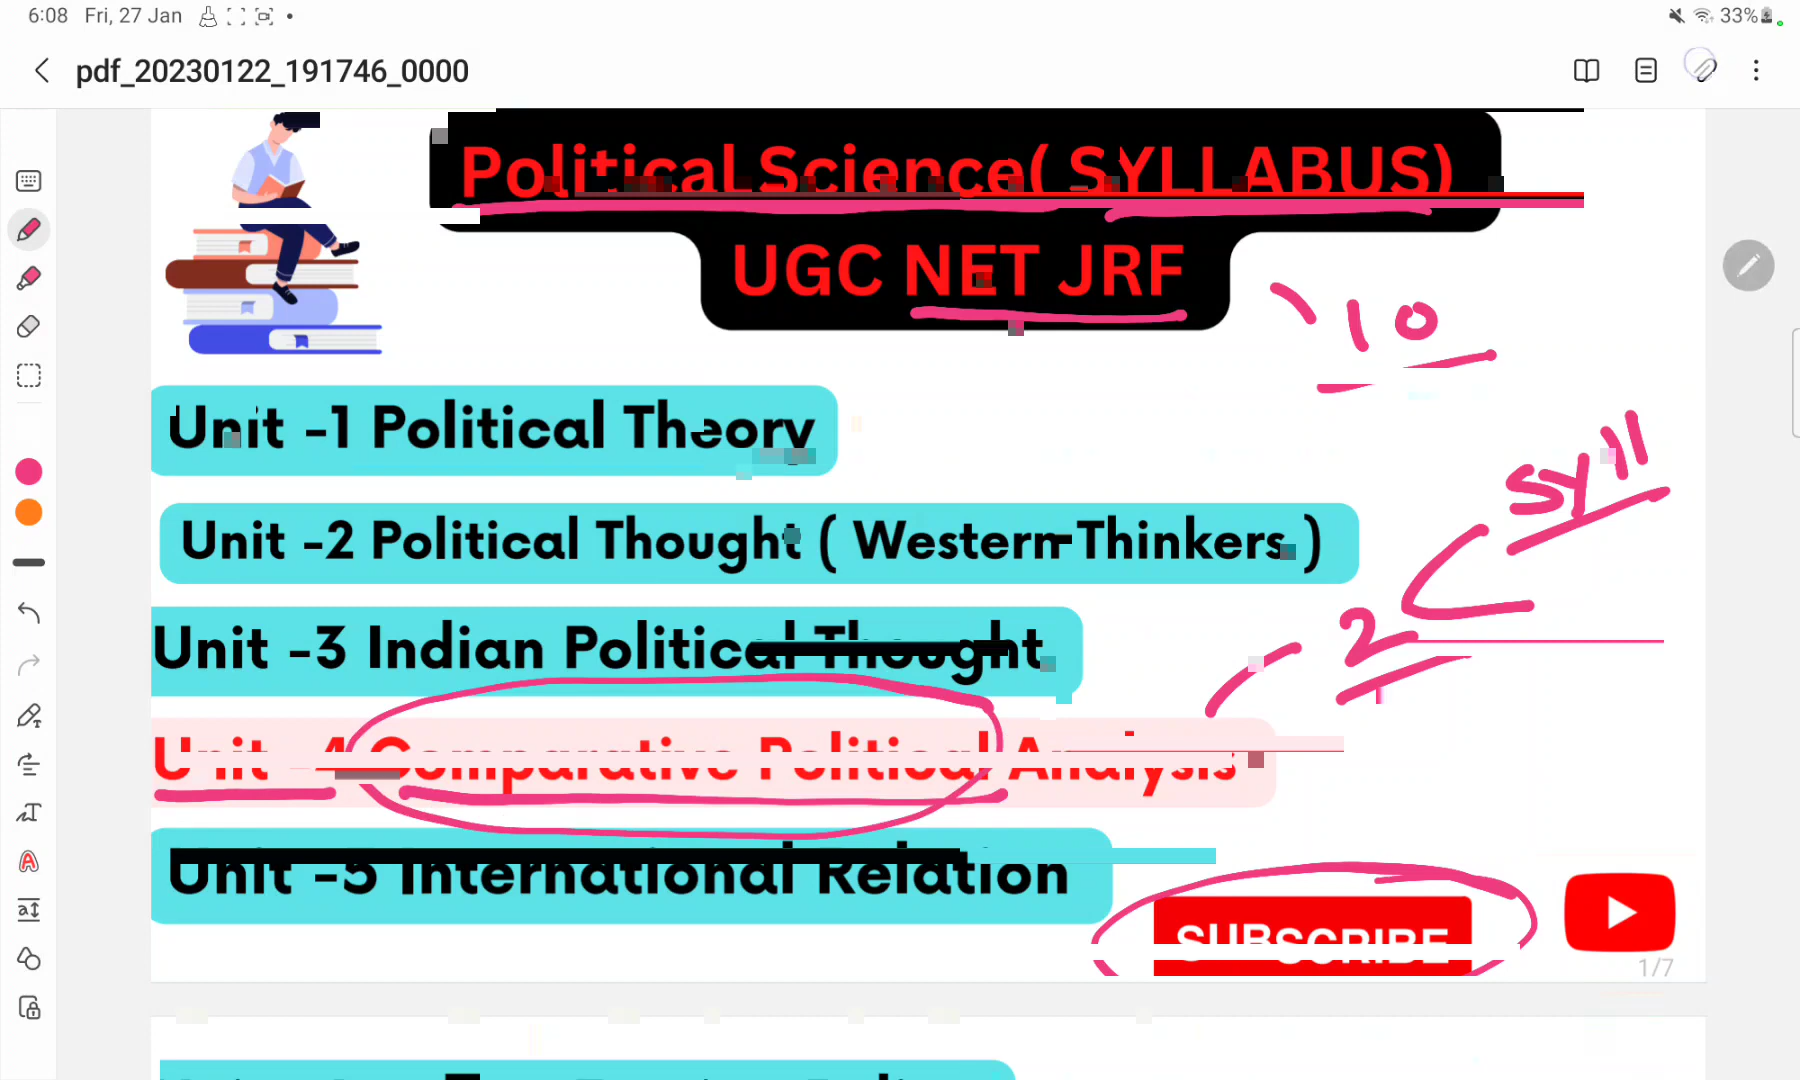 6:08 Fri, 27 Jan 33%
pdf_20230122_191746_0000
Political Science( SYLLABUS)
UGC NET JRF
10
Unit -1 Political Theory
syll
Unit -2 Political Thought ( Western-Thinkers )
2
Unit -3 Indian Political Thought
Unit -4 Comparative Political Analysis
Unit -5 International Relation
SUBSCRIBE
1/7